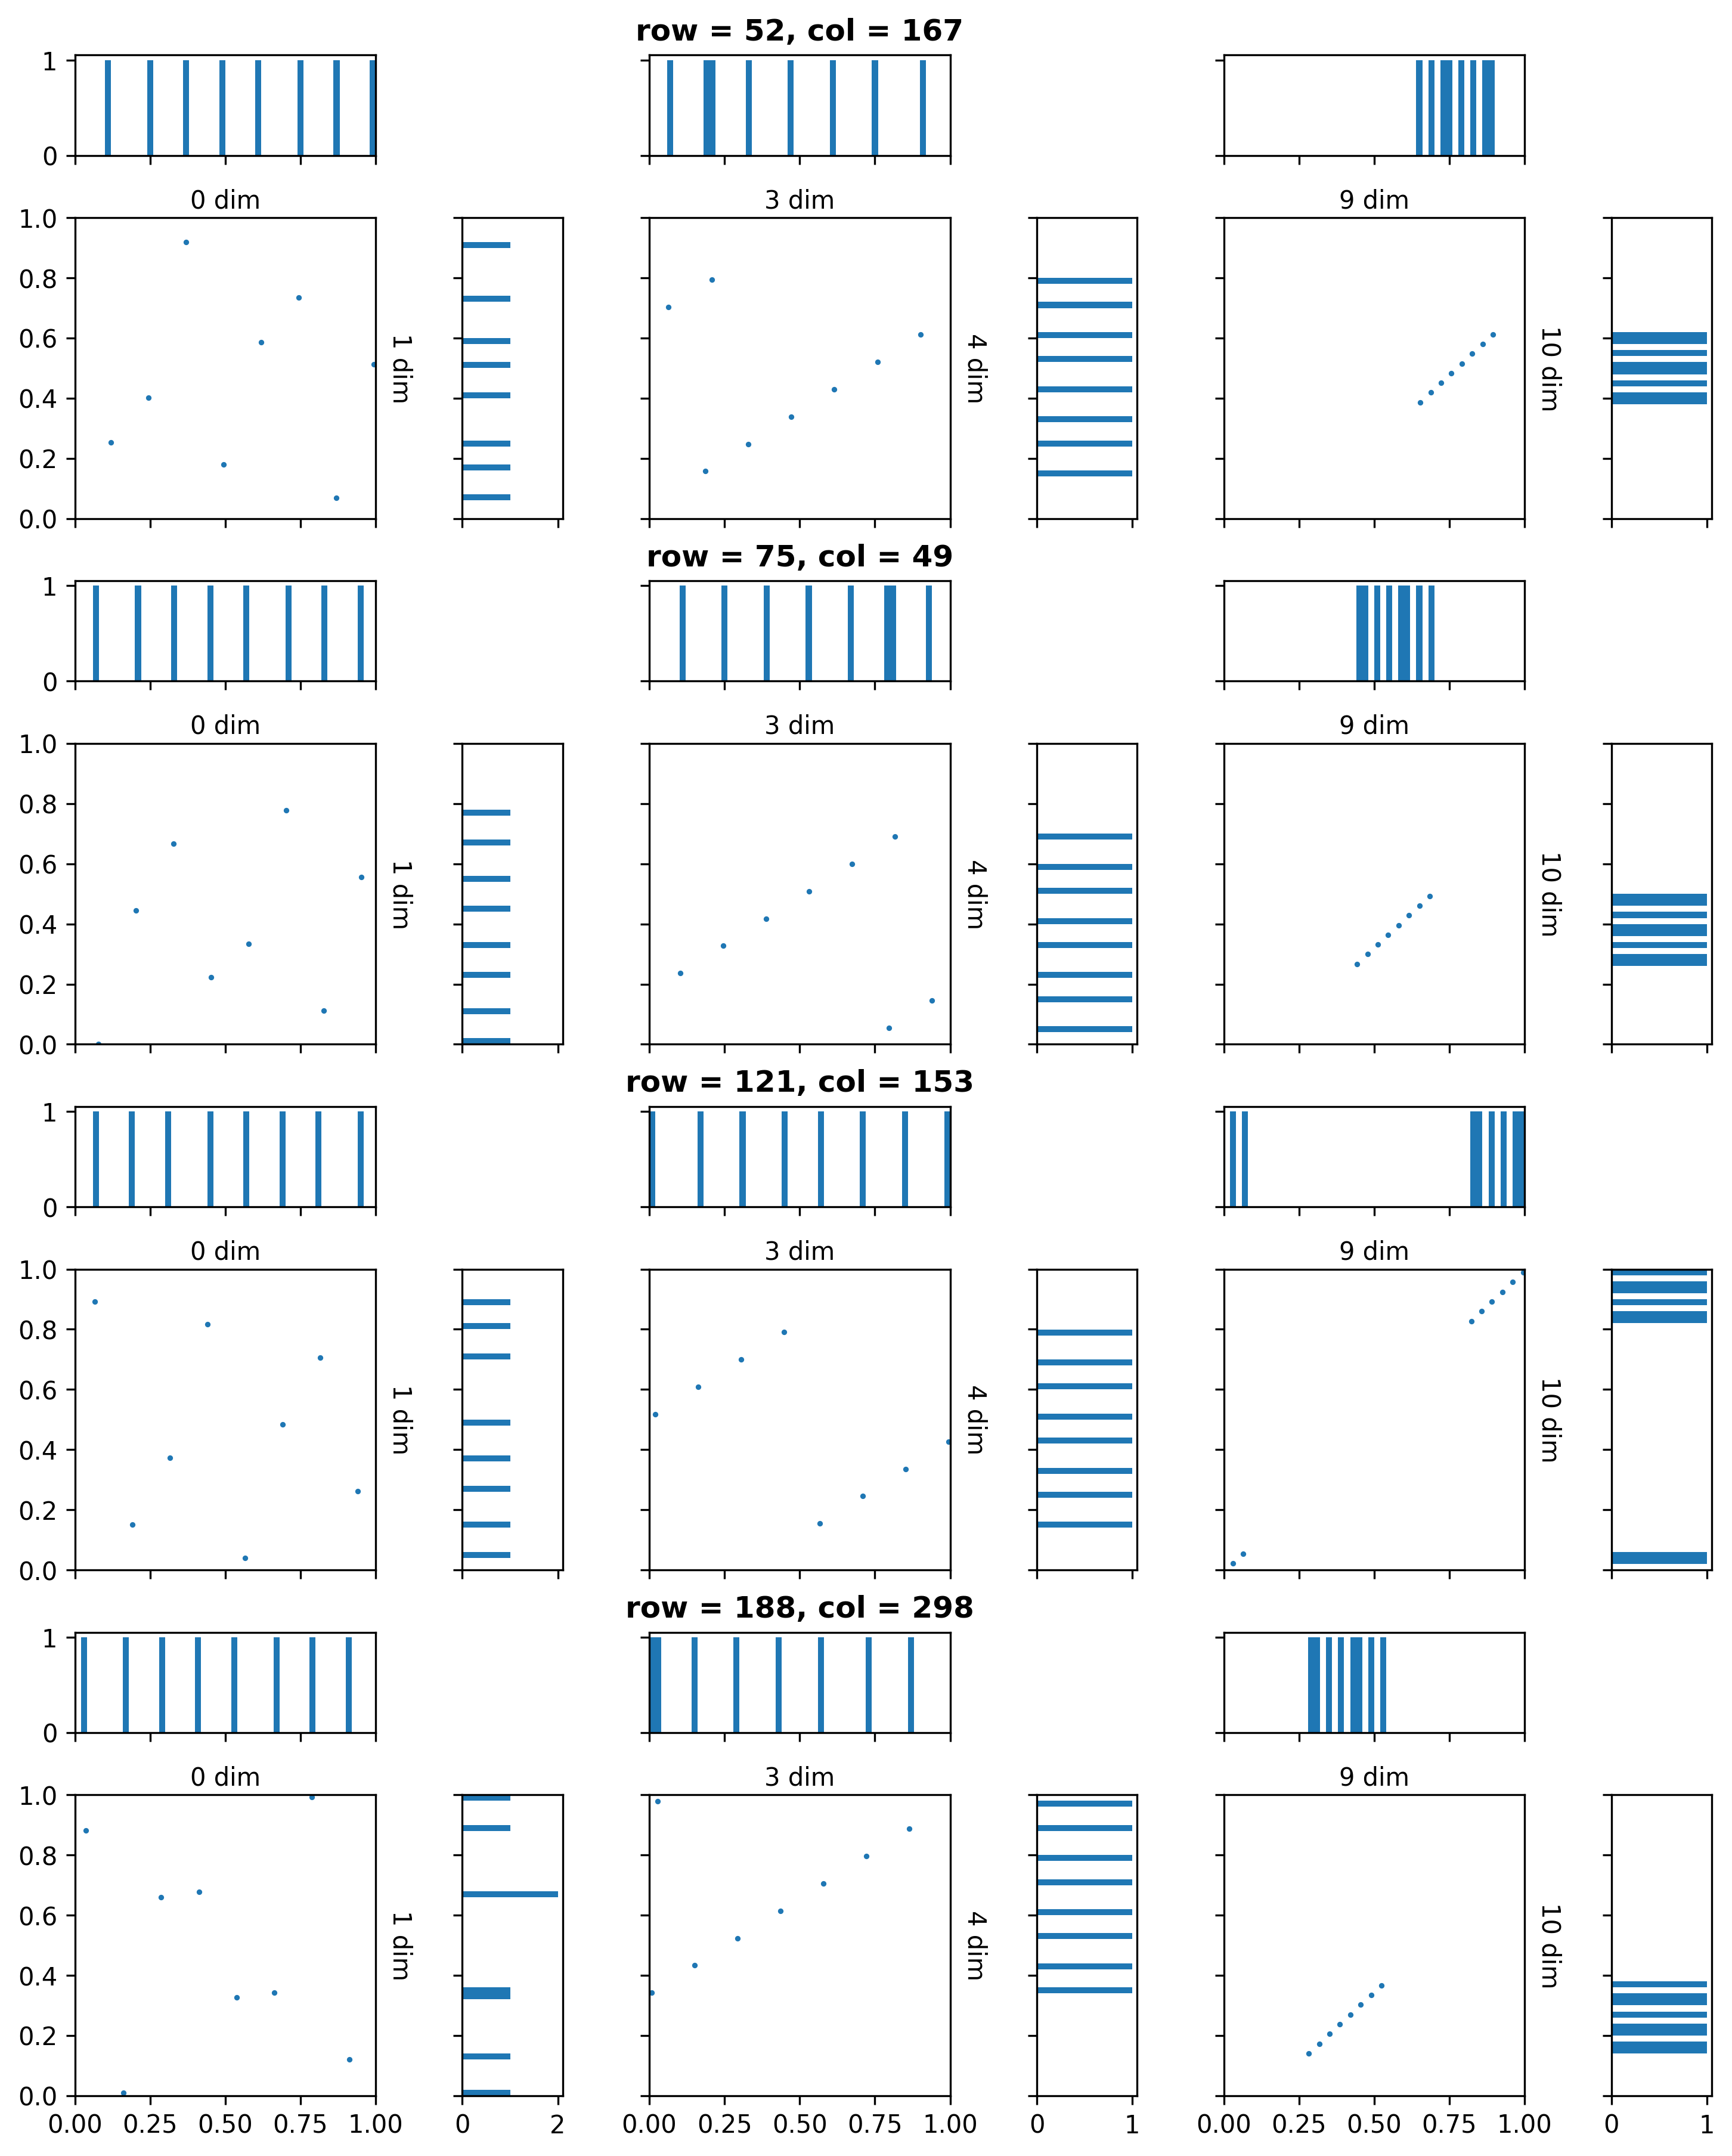 row = 52, col = 167
1
0
0 dim
3 dim
9 dim
1.0
0.8
0.6
0.4
0.2
0.0
1 dim
4 dim
10 dim
row = 75, col = 49
1
0
0 dim
3 dim
9 dim
1.0
0.8
0.6
0.4
0.2
0.0
1 dim
4 dim
10 dim
row = 121, col = 153
1
0
0 dim
3 dim
9 dim
1.0
0.8
0.6
0.4
0.2
0.0
1 dim
4 dim
10 dim
row = 188, col = 298
1
0
0 dim
3 dim
9 dim
1.0
0.8
0.6
0.4
0.2
0.0
1 dim
4 dim
10 dim
0.00 0.25 0.50 0.75 1.00
0 2
0.00 0.25 0.50 0.75 1.00
0 1
0.00 0.25 0.50 0.75 1.00
0 1